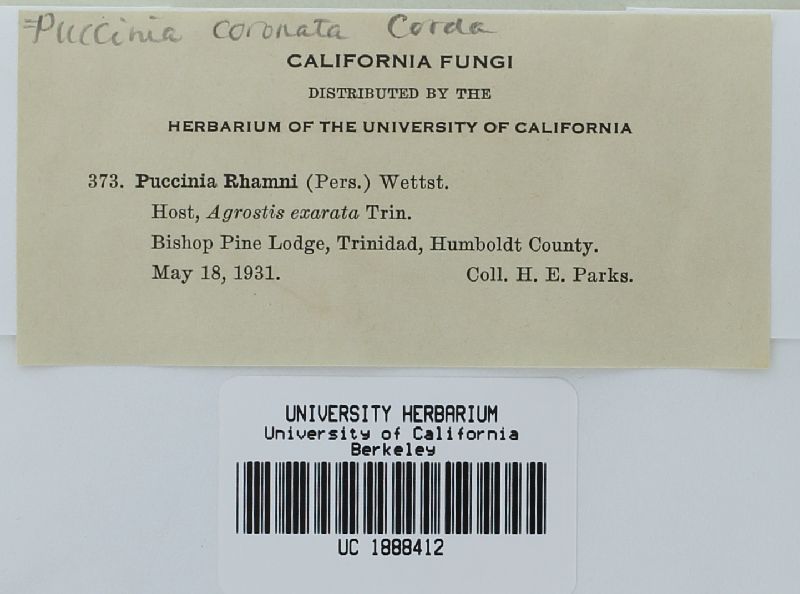 =Puccinia coronata Corda
CALIFORNIA FUNGI
DISTRIBUTED BY THE
HERBARIUM OF THE UNIVERSITY OF CALIFORNIA
373. Puccinia Rhamni (Pers.) Wettst.
Host, Agrostis exarata Trin.
Bishop Pine Lodge, Trinidad, Humboldt County.
May 18, 1931. Coll. H. E. Parks.
UNIVERSITY HERBARIUM
University of California
Berkeley
UC 1888412